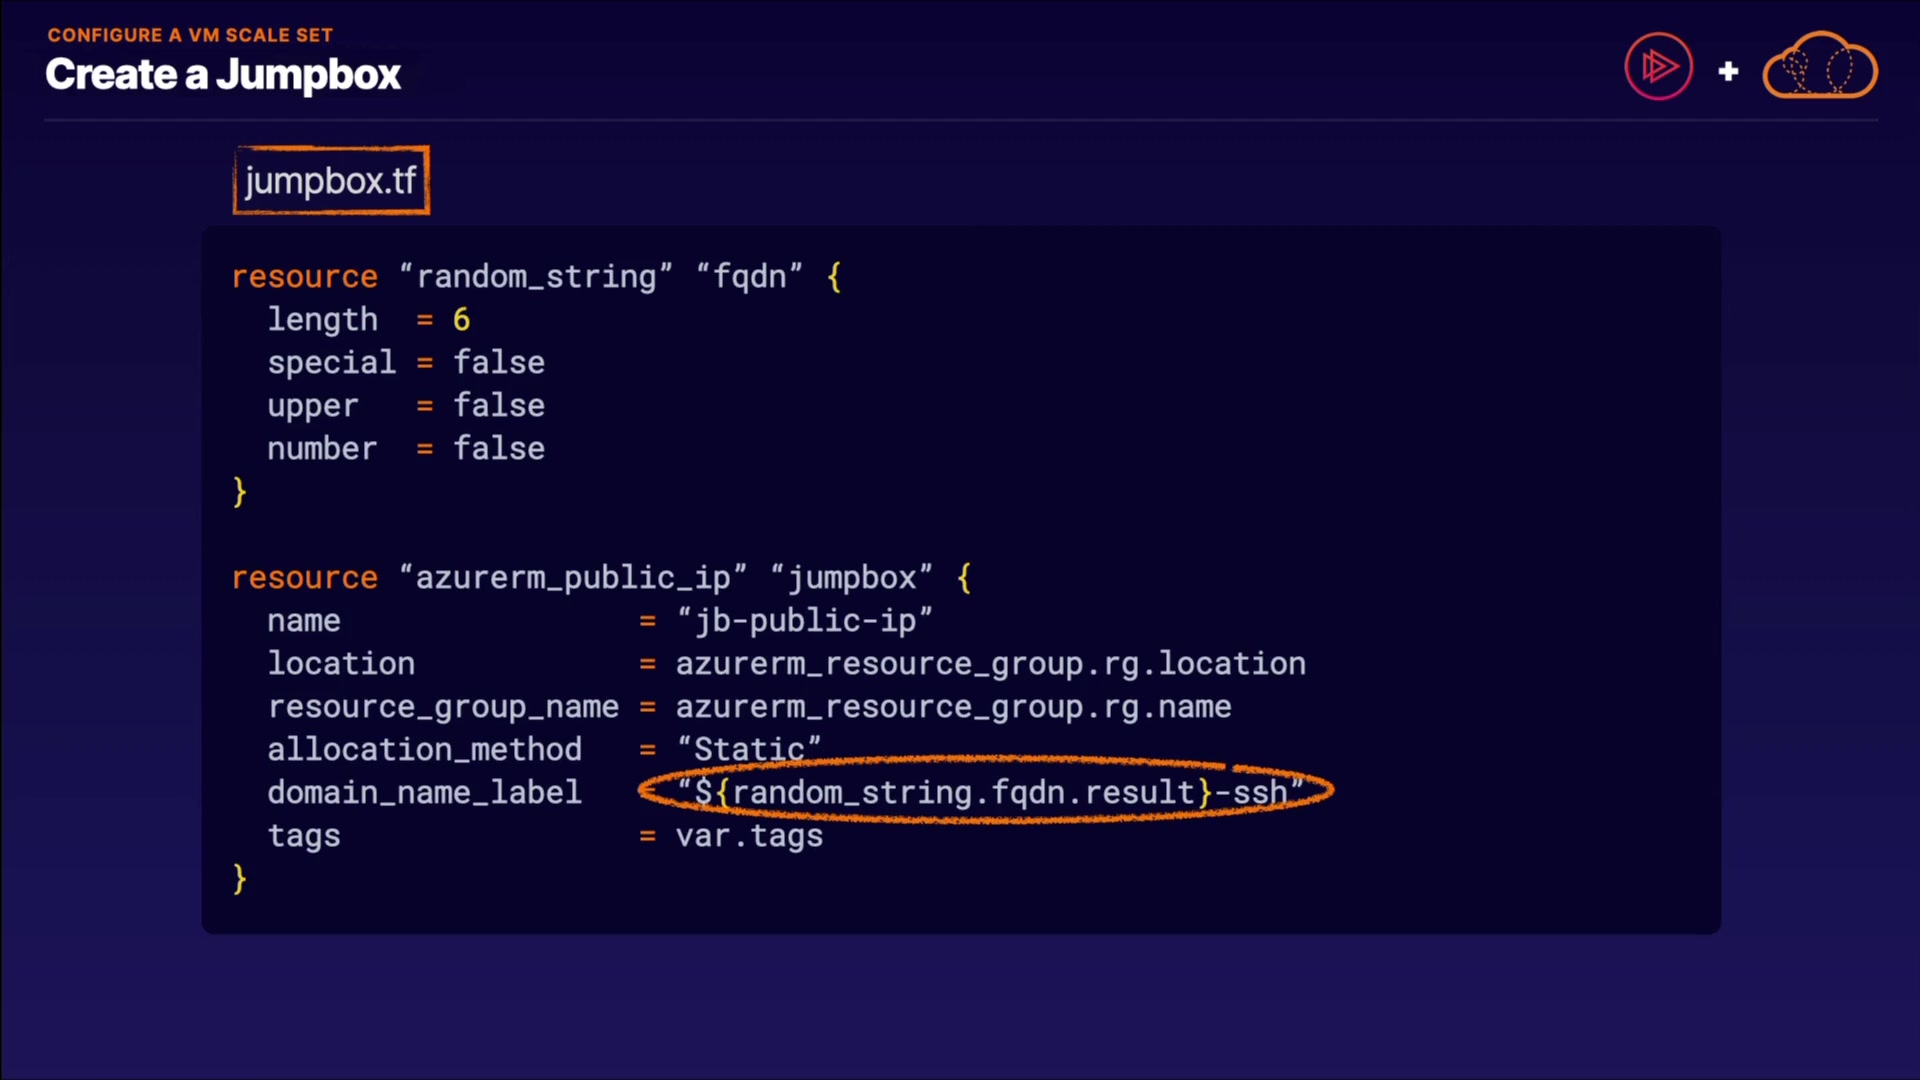 CONFIGURE A VM SCALE SET
Create a Jumpbox
+
jumpbox.tf
resource “random_string” “fqdn” {
  length  = 6
  special = false
  upper   = false
  number  = false
}
resource “azurerm_public_ip” “jumpbox” {
  name                = “jb-public-ip”
  location            = azurerm_resource_group.rg.location
  resource_group_name = azurerm_resource_group.rg.name
  allocation_method   = “Static”
  domain_name_label   = “${random_string.fqdn.result}-ssh”
  tags                = var.tags
}